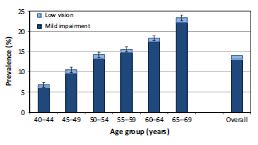 25
Low vision
Mild impairment
20
15
10
5
0
Prevalence (%)
40–44 45–49 50–54 55–59 60–64 65–69 Overall
Age group (years)